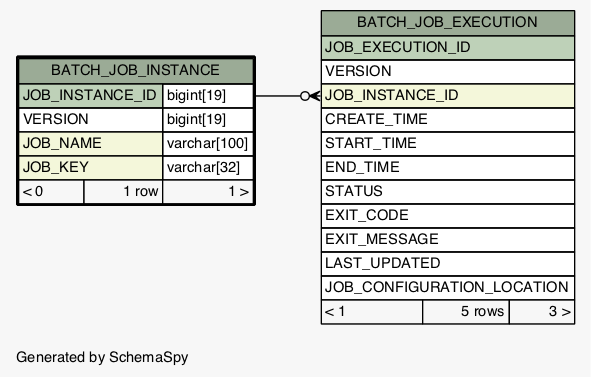 BATCH_JOB_INSTANCE
JOB_INSTANCE_ID bigint[19]
VERSION bigint[19]
JOB_NAME varchar[100]
JOB_KEY varchar[32]
< 0 1 row 1 >
BATCH_JOB_EXECUTION
JOB_EXECUTION_ID
VERSION
JOB_INSTANCE_ID
CREATE_TIME
START_TIME
END_TIME
STATUS
EXIT_CODE
EXIT_MESSAGE
LAST_UPDATED
JOB_CONFIGURATION_LOCATION
< 1 5 rows 3 >
Generated by SchemaSpy